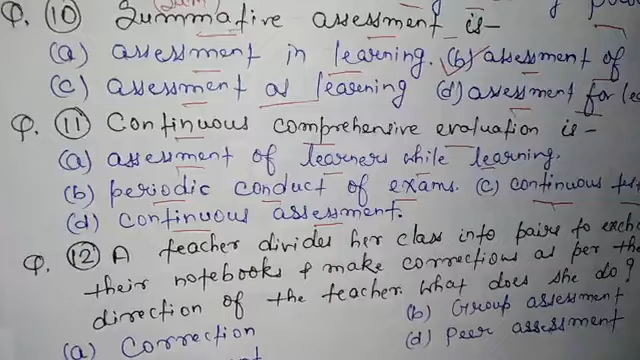 Q. (10) Summative assessment is-
(a) assessment in learning. (b) assessment of
(c) assessment as learning (d) assessment for
Q. (11) Continuous comprehensive evaluation is -
(a) assessment of learners while learning.
(b) periodic conduct of exams. (c) continuous
(d) continuous assessment.
Q. (12) A teacher divides her class into pairs to
their notebooks & make corrections as per the
direction of the teacher. What does she do?
(a) Correction (b) Group assessment
(d) Peer assessment